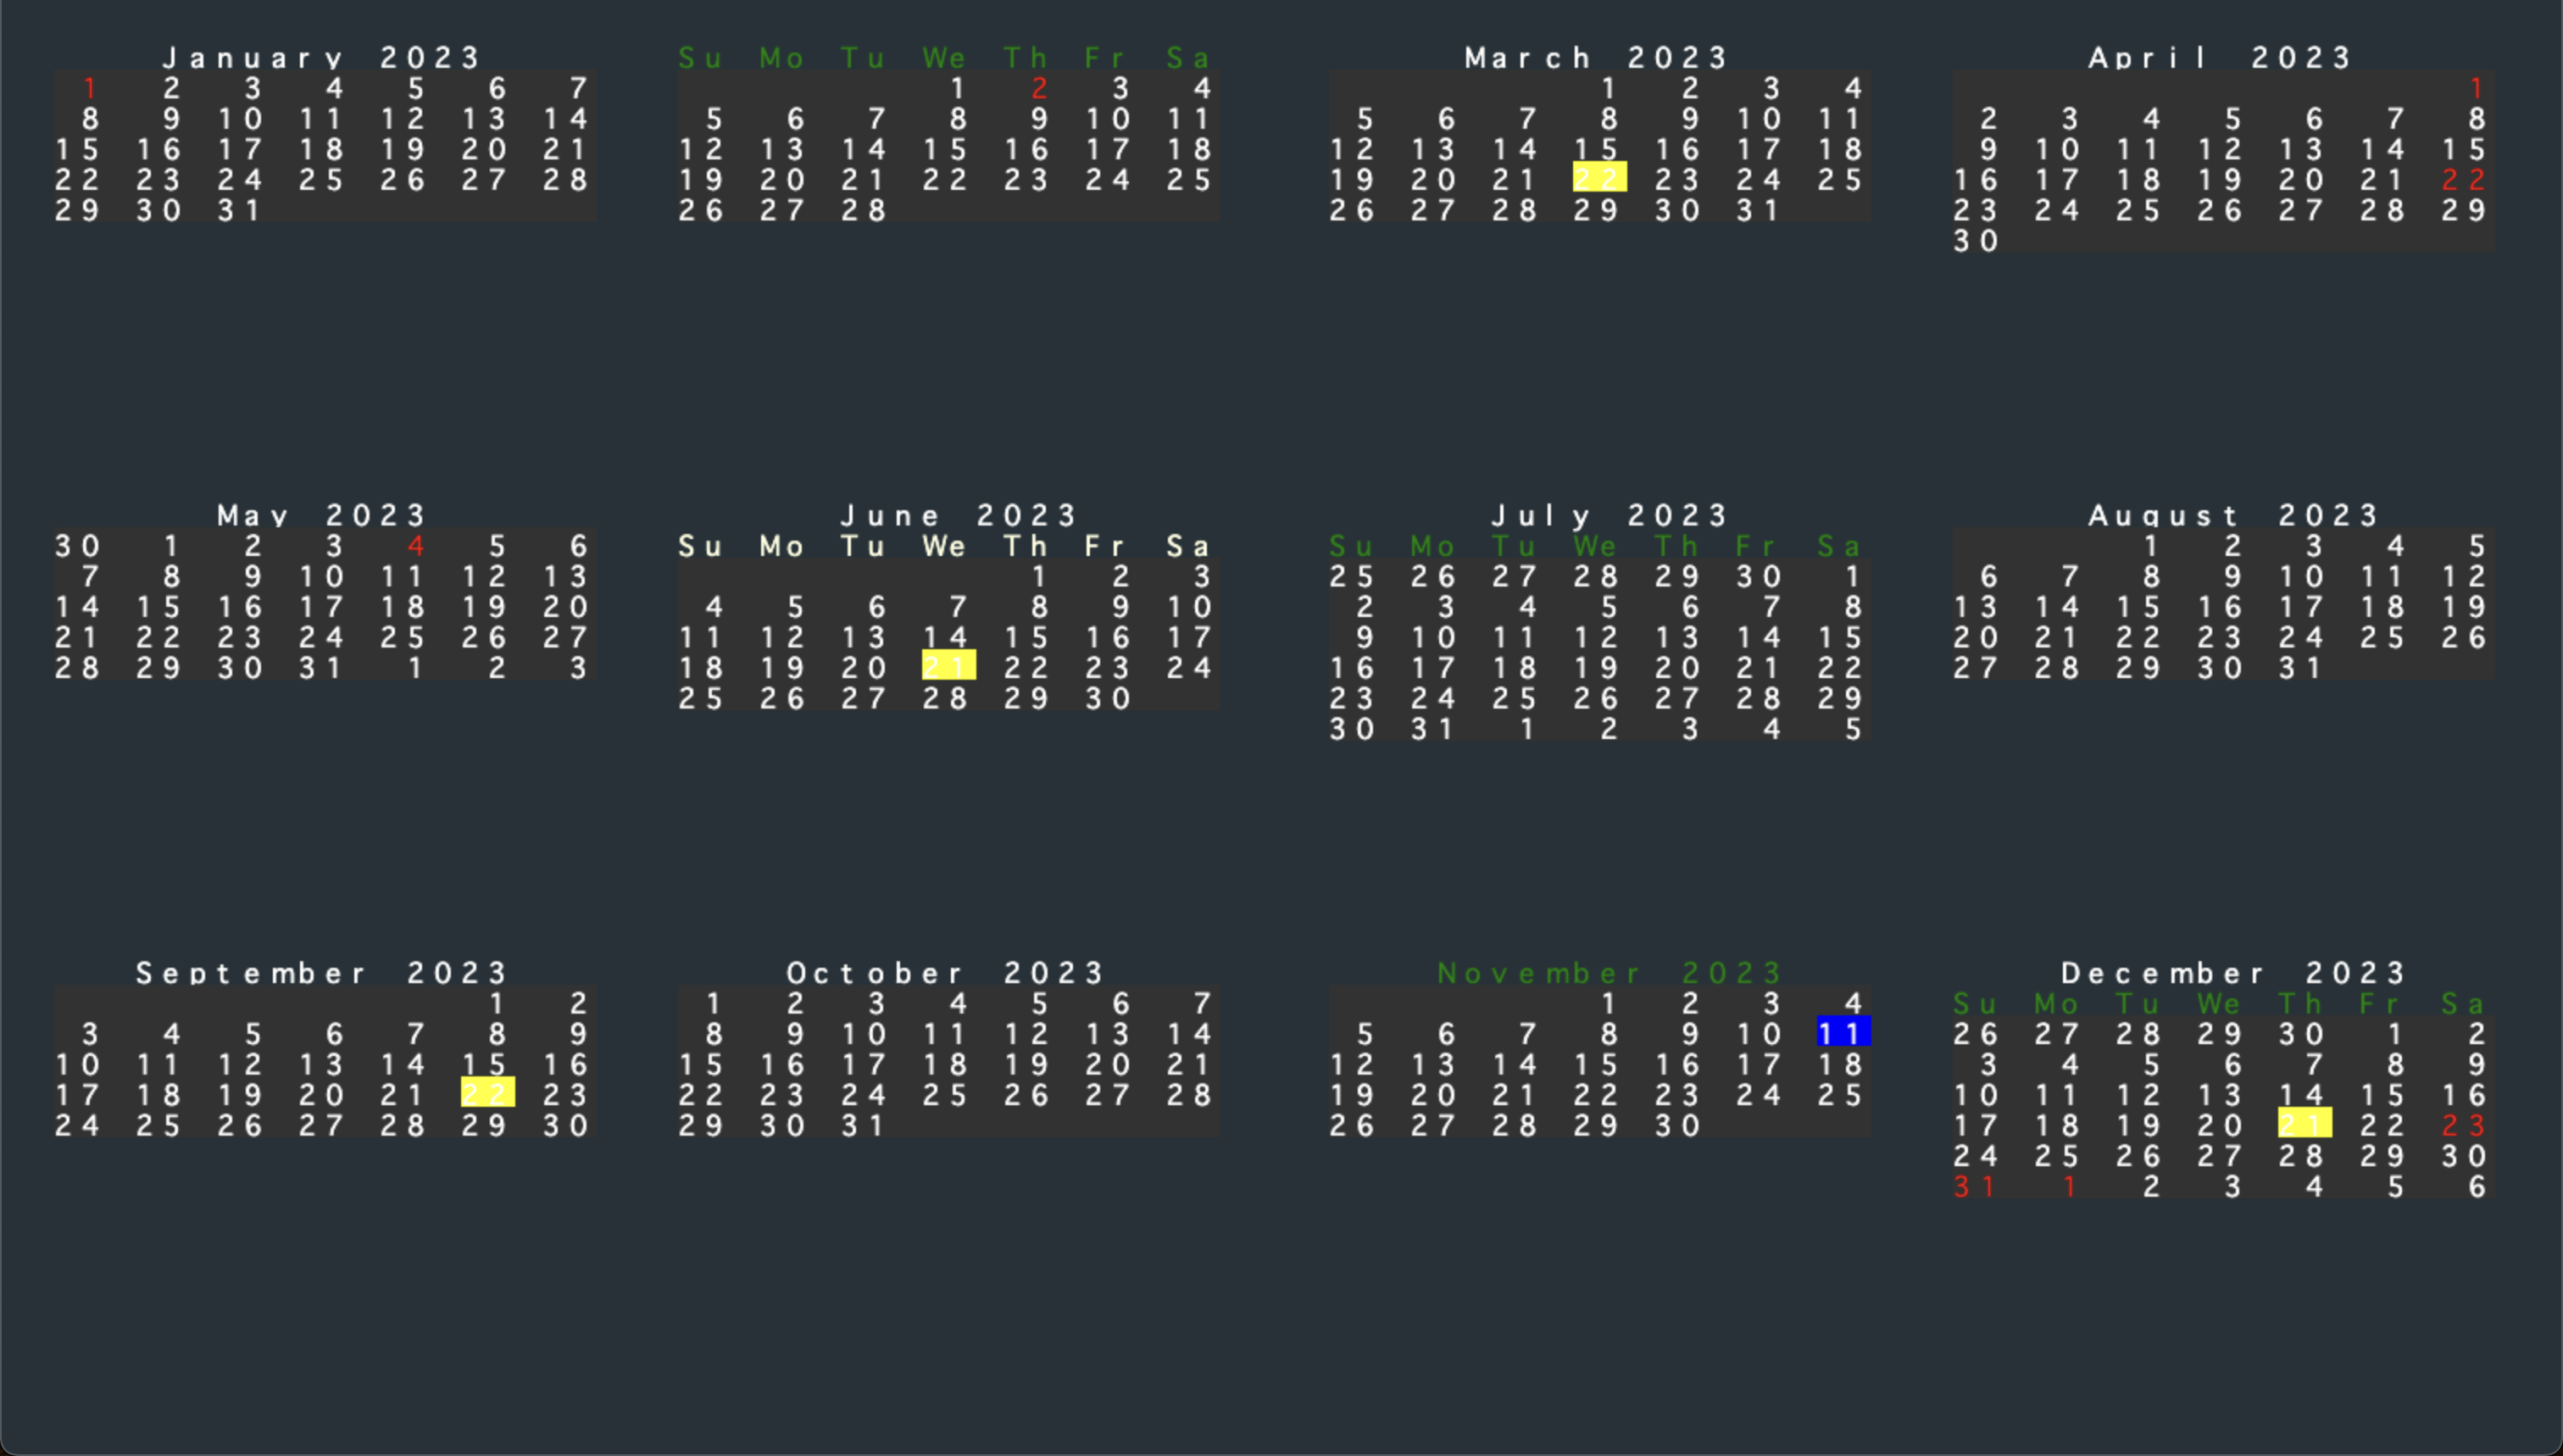 January 2023
1 2 3 4 5 6 7
8 9 10 11 12 13 14
15 16 17 18 19 20 21
22 23 24 25 26 27 28
29 30 31
Su Mo Tu We Th Fr Sa
1 2 3 4
5 6 7 8 9 10 11
12 13 14 15 16 17 18
19 20 21 22 23 24 25
26 27 28
March 2023
1 2 3 4
5 6 7 8 9 10 11
12 13 14 15 16 17 18
19 20 21 22 23 24 25
26 27 28 29 30 31
April 2023
1
2 3 4 5 6 7 8
9 10 11 12 13 14 15
16 17 18 19 20 21 22
23 24 25 26 27 28 29
30
May 2023
30 1 2 3 4 5 6
7 8 9 10 11 12 13
14 15 16 17 18 19 20
21 22 23 24 25 26 27
28 29 30 31 1 2 3
June 2023
Su Mo Tu We Th Fr Sa
1 2 3
4 5 6 7 8 9 10
11 12 13 14 15 16 17
18 19 20 21 22 23 24
25 26 27 28 29 30
July 2023
Su Mo Tu We Th Fr Sa
25 26 27 28 29 30 1
2 3 4 5 6 7 8
9 10 11 12 13 14 15
16 17 18 19 20 21 22
23 24 25 26 27 28 29
30 31 1 2 3 4 5
August 2023
1 2 3 4 5
6 7 8 9 10 11 12
13 14 15 16 17 18 19
20 21 22 23 24 25 26
27 28 29 30 31
September 2023
1 2
3 4 5 6 7 8 9
10 11 12 13 14 15 16
17 18 19 20 21 22 23
24 25 26 27 28 29 30
October 2023
1 2 3 4 5 6 7
8 9 10 11 12 13 14
15 16 17 18 19 20 21
22 23 24 25 26 27 28
29 30 31
November 2023
1 2 3 4
5 6 7 8 9 10 11
12 13 14 15 16 17 18
19 20 21 22 23 24 25
26 27 28 29 30
December 2023
Su Mo Tu We Th Fr Sa
26 27 28 29 30 1 2
3 4 5 6 7 8 9
10 11 12 13 14 15 16
17 18 19 20 21 22 23
24 25 26 27 28 29 30
31 1 2 3 4 5 6